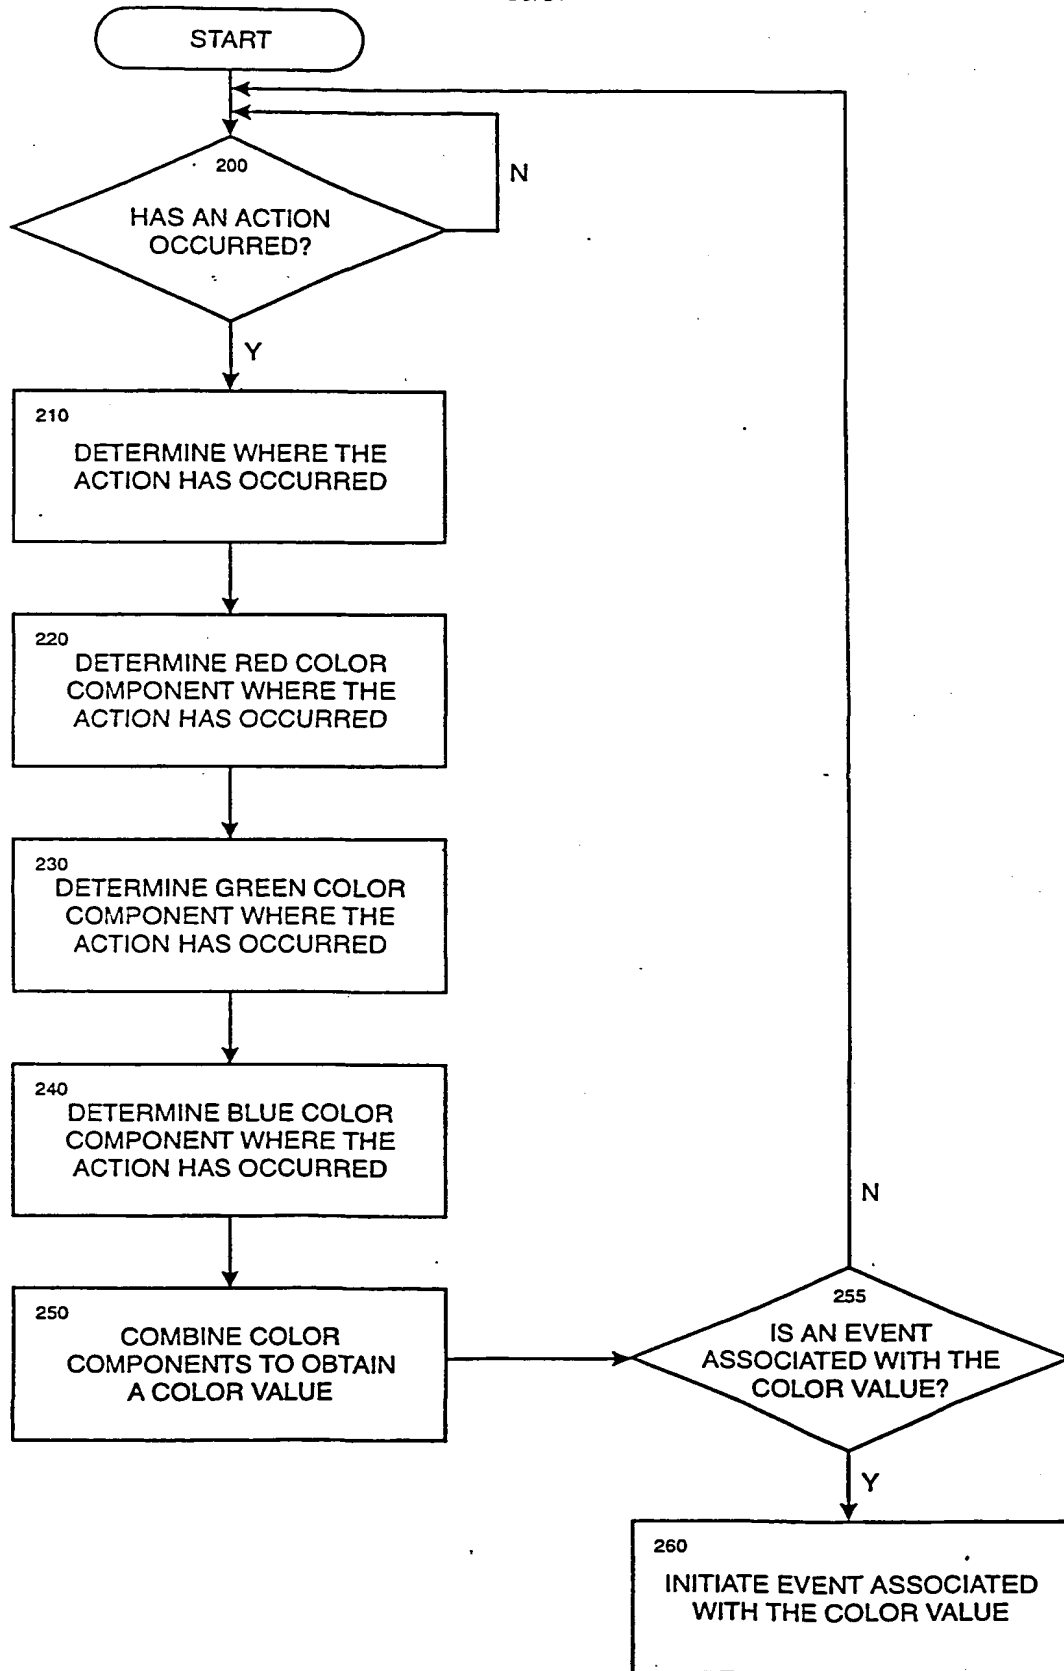 START
200
HAS AN ACTION
OCCURRED?
N
Y
210
DETERMINE WHERE THE
ACTION HAS OCCURRED
220
DETERMINE RED COLOR
COMPONENT WHERE THE
ACTION HAS OCCURRED
230
DETERMINE GREEN COLOR
COMPONENT WHERE THE
ACTION HAS OCCURRED
240
DETERMINE BLUE COLOR
COMPONENT WHERE THE
ACTION HAS OCCURRED
250
COMBINE COLOR
COMPONENTS TO OBTAIN
A COLOR VALUE
N
255
IS AN EVENT
ASSOCIATED WITH THE
COLOR VALUE?
Y
260
INITIATE EVENT ASSOCIATED
WITH THE COLOR VALUE